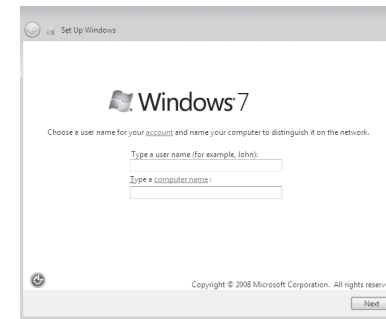 Set Up Windows
Windows 7
Choose a user name for your account and name your computer to distinguish it on the network.
Type a user name (for example, John):
Type a computer name:
Copyright © 2008 Microsoft Corporation. All rights reserve
Next